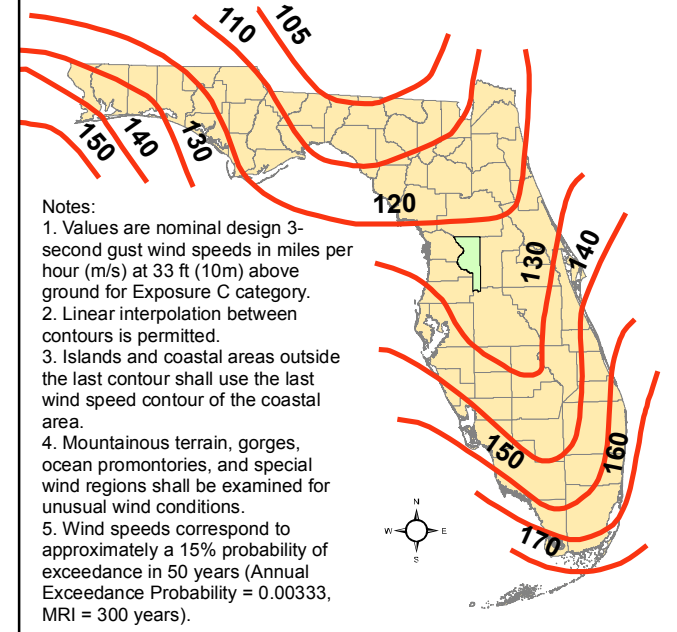 110
105
150
140
130
120
130
140
Notes:
1. Values are nominal design 3-
second gust wind speeds in miles per
hour (m/s) at 33 ft (10m) above
ground for Exposure C category.
2. Linear interpolation between
contours is permitted.
3. Islands and coastal areas outside
the last contour shall use the last
wind speed contour of the coastal
area.
4. Mountainous terrain, gorges,
ocean promontories, and special
wind regions shall be examined for
unusual wind conditions.
5. Wind speeds correspond to
approximately a 15% probability of
exceedance in 50 years (Annual
Exceedance Probability = 0.00333,
MRI = 300 years).
150
160
170
N
W E
S